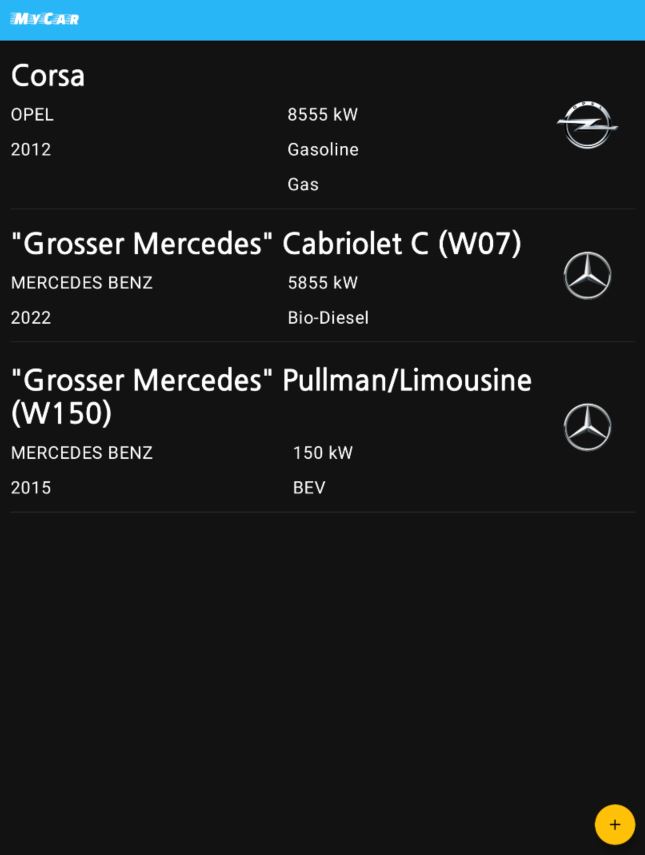 MyCar
Corsa
OPEL 8555 kW
2012 Gasoline
Gas
OPEL
"Grosser Mercedes" Cabriolet C (W07)
MERCEDES BENZ 5855 kW
2022 Bio-Diesel
"Grosser Mercedes" Pullman/Limousine
(W150)
MERCEDES BENZ 150 kW
2015 BEV
+